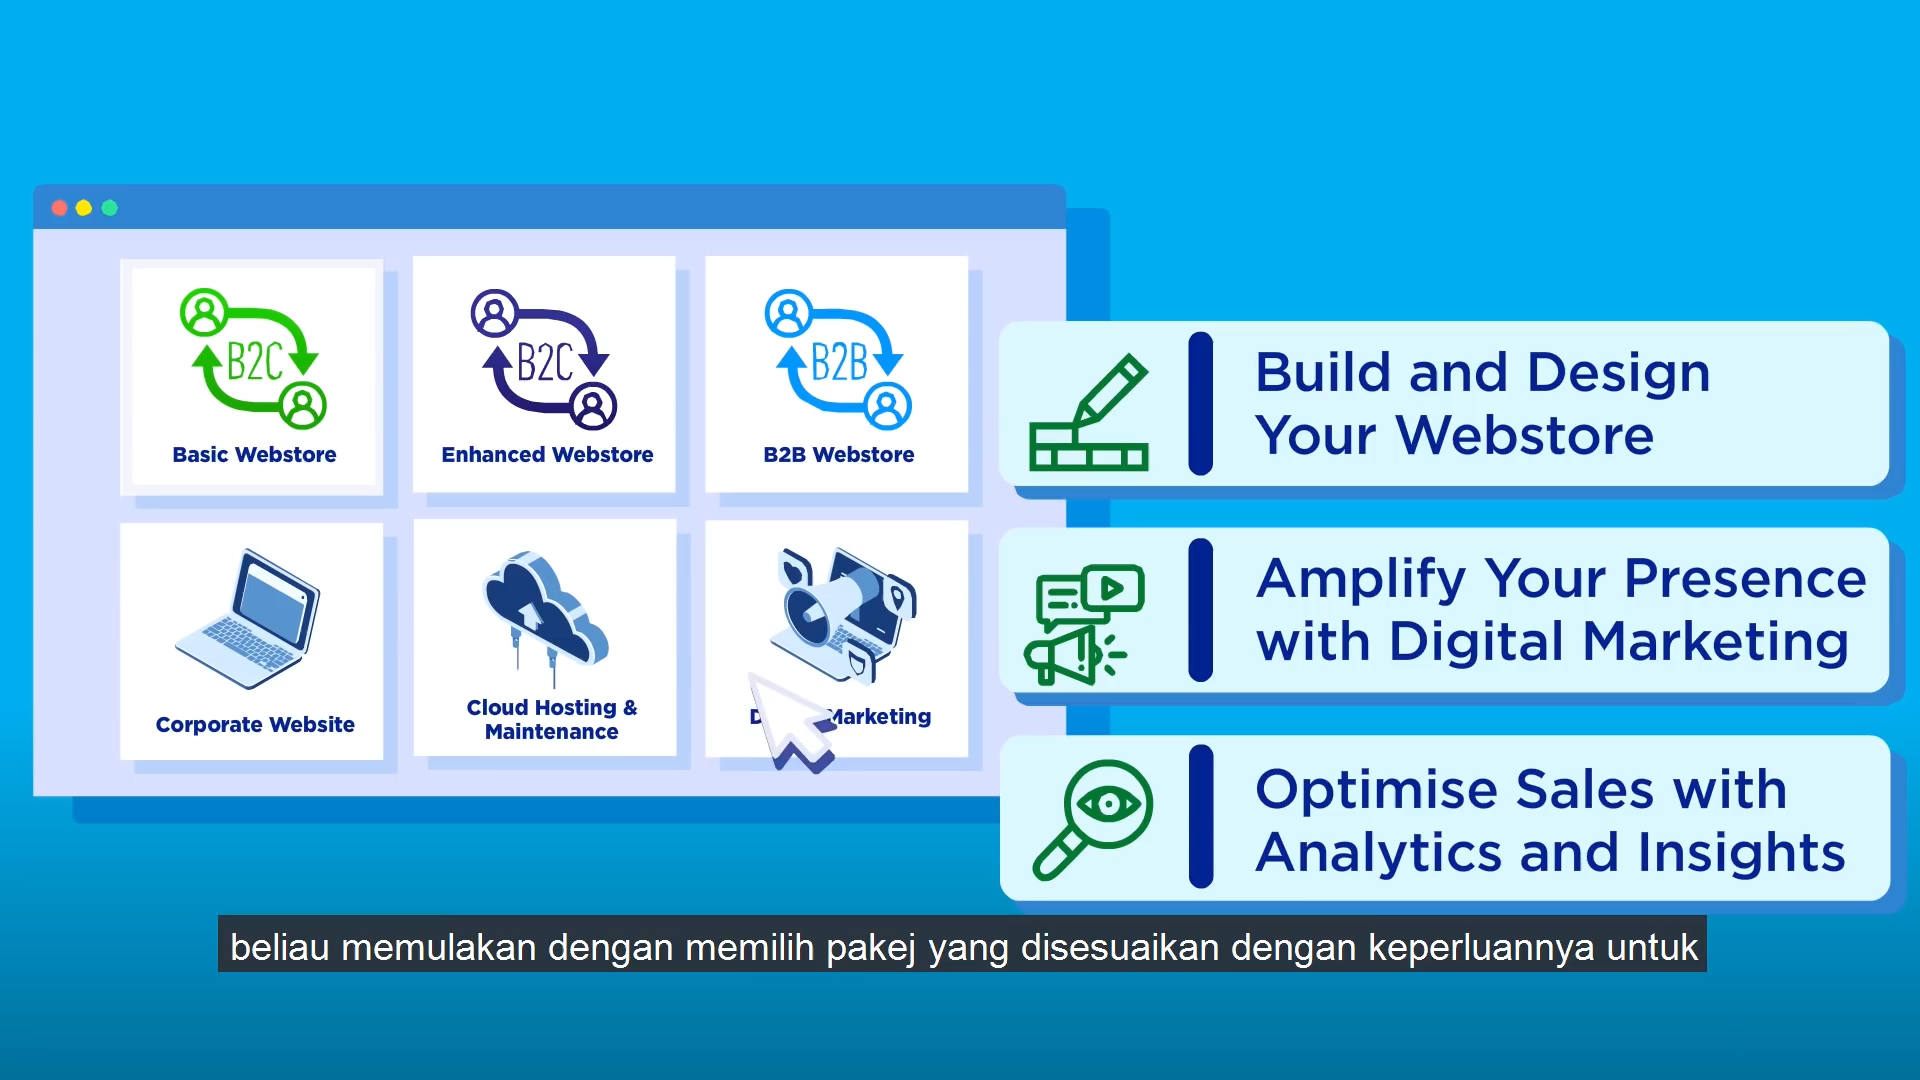 B2C
Basic Webstore
B2C
Enhanced Webstore
B2B
B2B Webstore
Corporate Website
Cloud Hosting &
Maintenance
Marketing
Build and Design
Your Webstore
Amplify Your Presence
with Digital Marketing
Optimise Sales with
Analytics and Insights
beliau memulakan dengan memilih pakej yang disesuaikan dengan keperluannya untuk